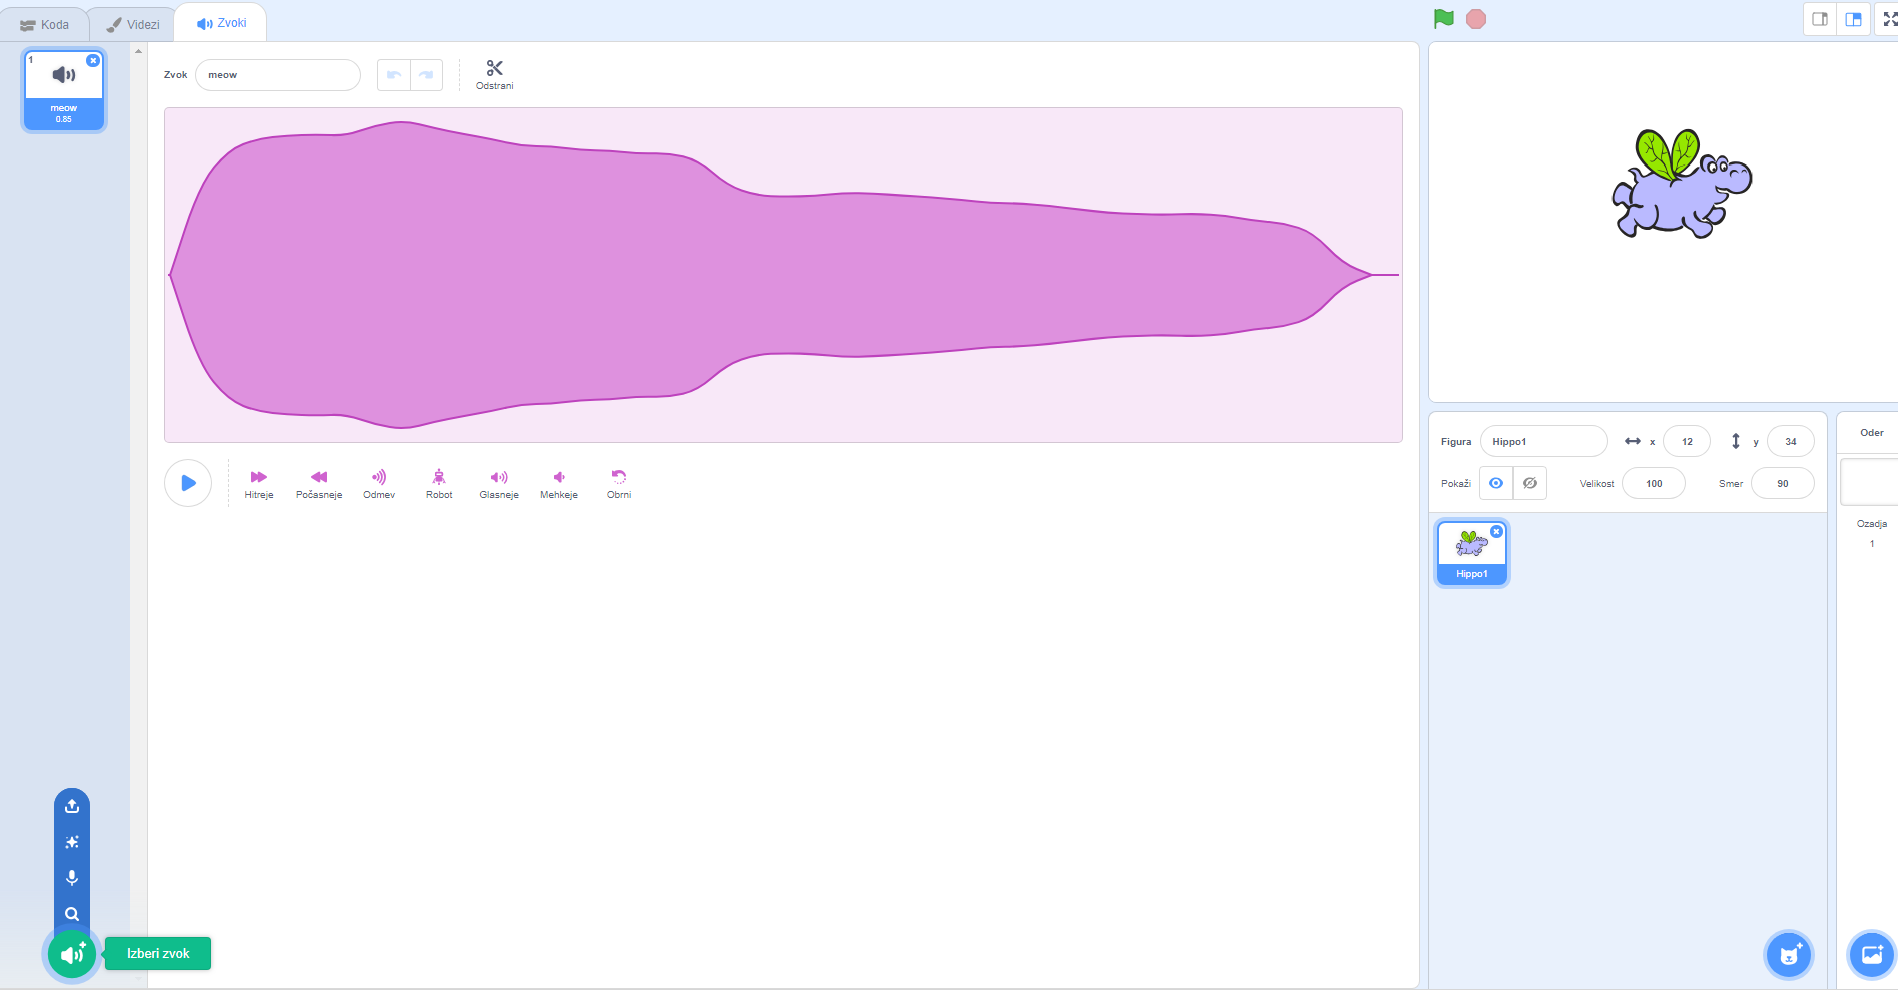 Koda
Videzi
Zvoki
1
meow
0.85
Zvok
meow
Odstrani
Hitreje
Počasneje
Odmev
Robot
Glasneje
Mehkeje
Obrni
Izberi zvok
Figura
Hippo1
x
12
y
34
Pokaži
Velikost
100
Smer
90
Hippo1
Oder
Ozadja
1